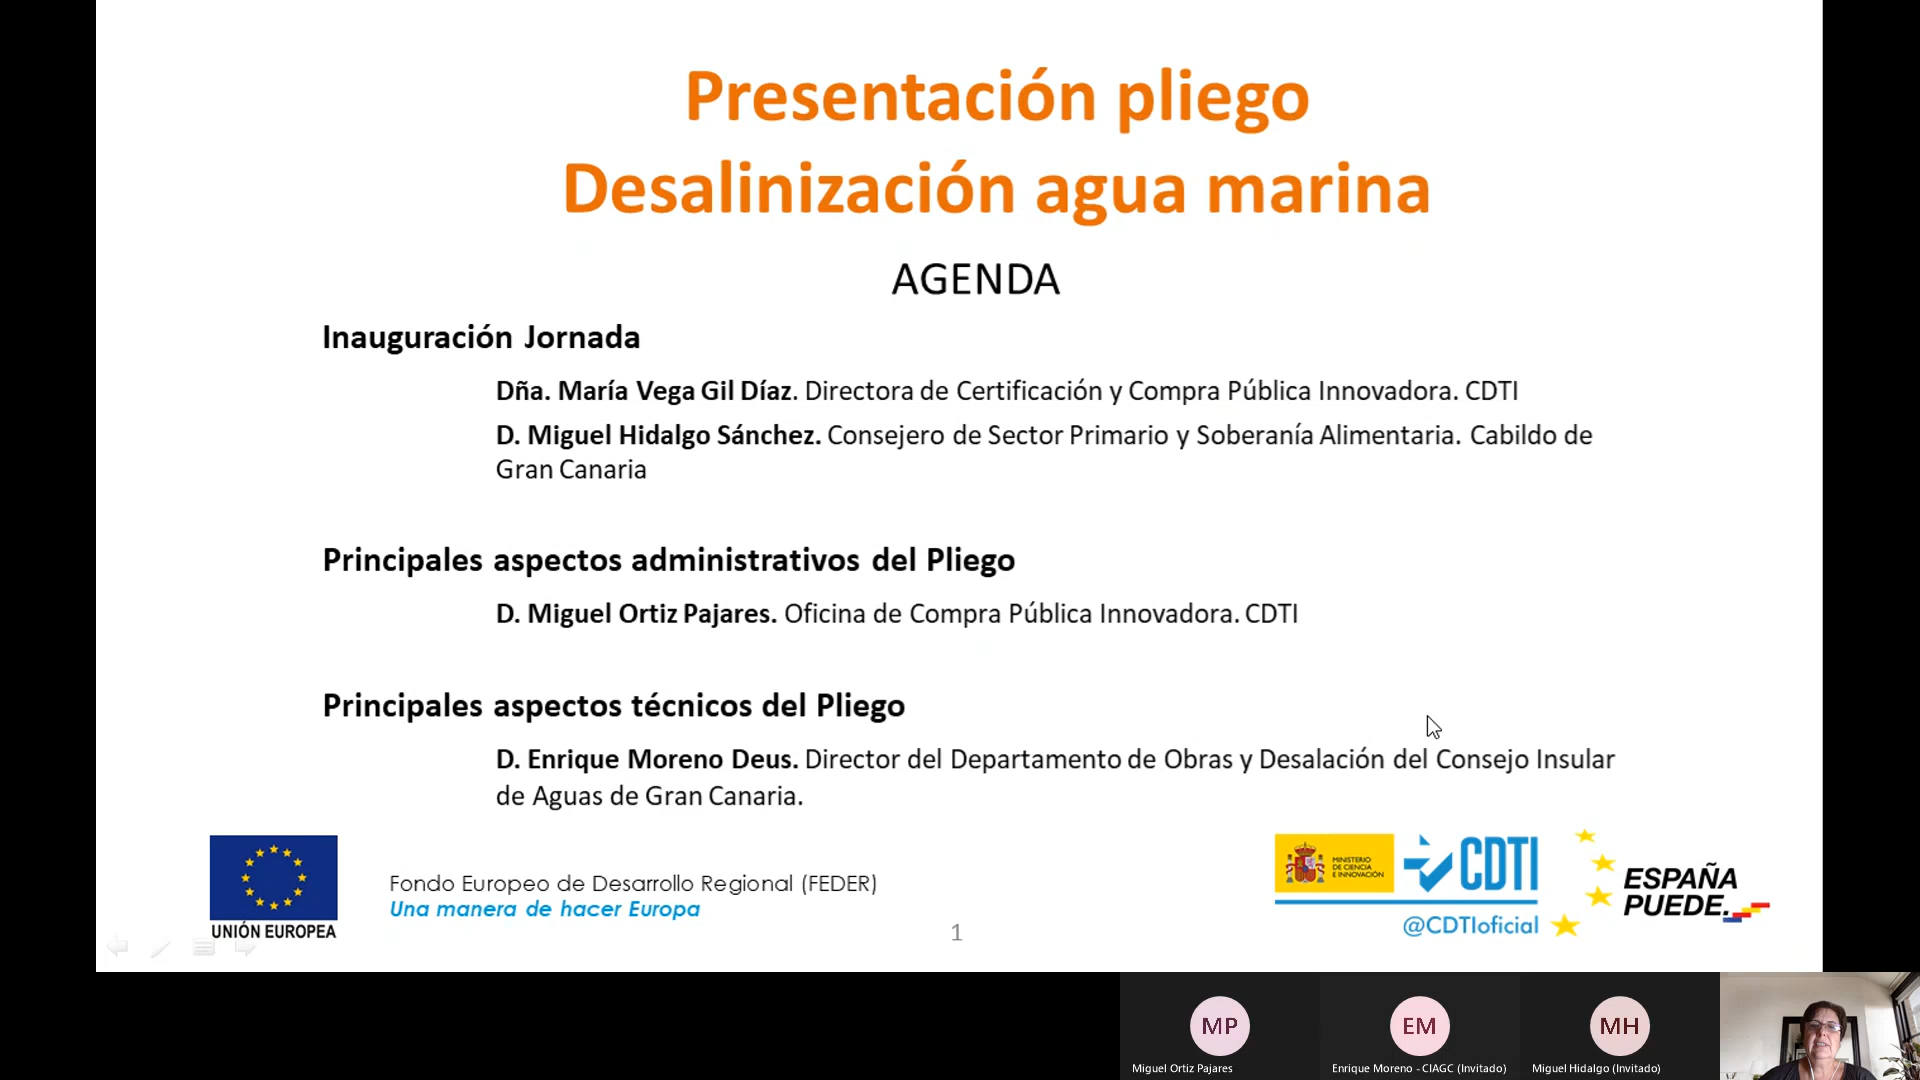 Presentación pliego
Desalinización agua marina
AGENDA
Inauguración Jornada
Dña. María Vega Gil Díaz. Directora de Certificación y Compra Pública Innovadora. CDTI
D. Miguel Hidalgo Sánchez. Consejero de Sector Primario y Soberanía Alimentaria. Cabildo de
Gran Canaria
Principales aspectos administrativos del Pliego
D. Miguel Ortiz Pajares. Oficina de Compra Pública Innovadora. CDTI
Principales aspectos técnicos del Pliego
D. Enrique Moreno Deus. Director del Departamento de Obras y Desalación del Consejo Insular
de Aguas de Gran Canaria.
UNIÓN EUROPEA
Fondo Europeo de Desarrollo Regional (FEDER)
Una manera de hacer Europa
1
MINISTERIO
DE CIENCIA
E INNOVACIÓN
CDTI
@CDTIoficial
ESPAÑA
PUEDE.
MP
EM
MH
Miguel Ortiz Pajares
Enrique Moreno - CIAGC (Invitado)
Miguel Hidalgo (Invitado)